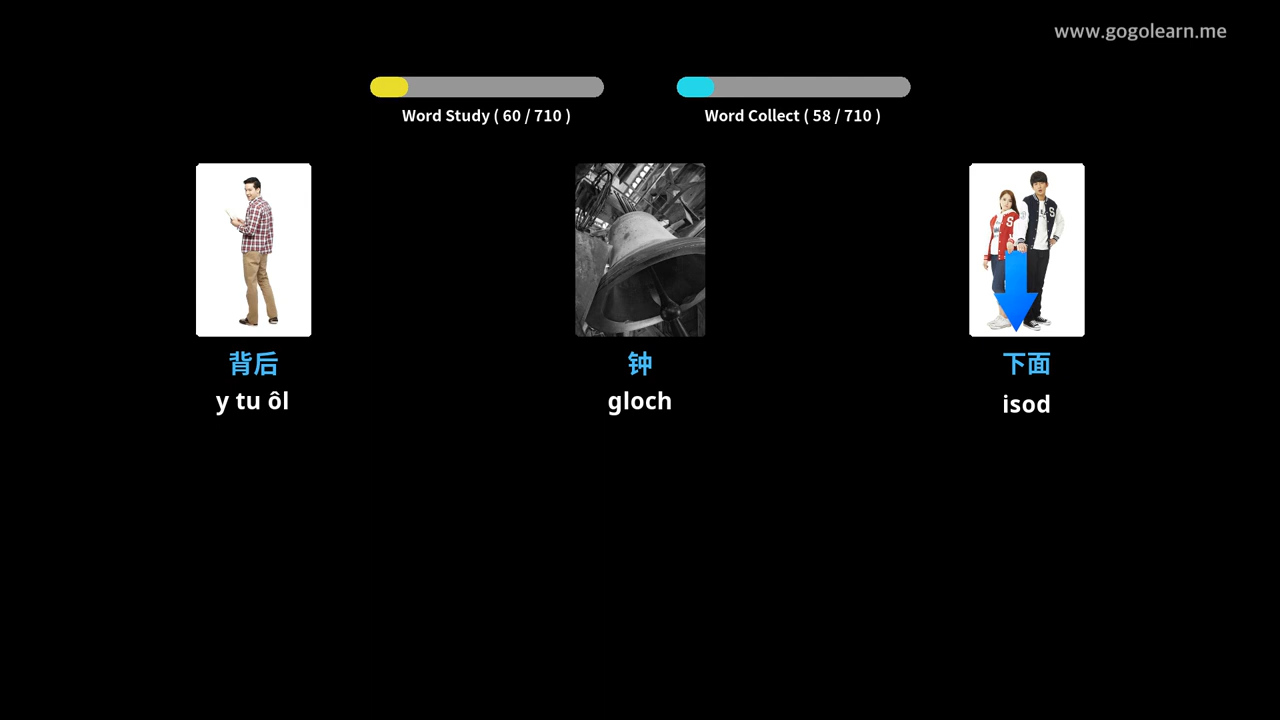 www.gogolearn.me
Word Study ( 60 / 710 )
Word Collect ( 58 / 710 )
背后
y tu ôl
钟
gloch
下面
isod